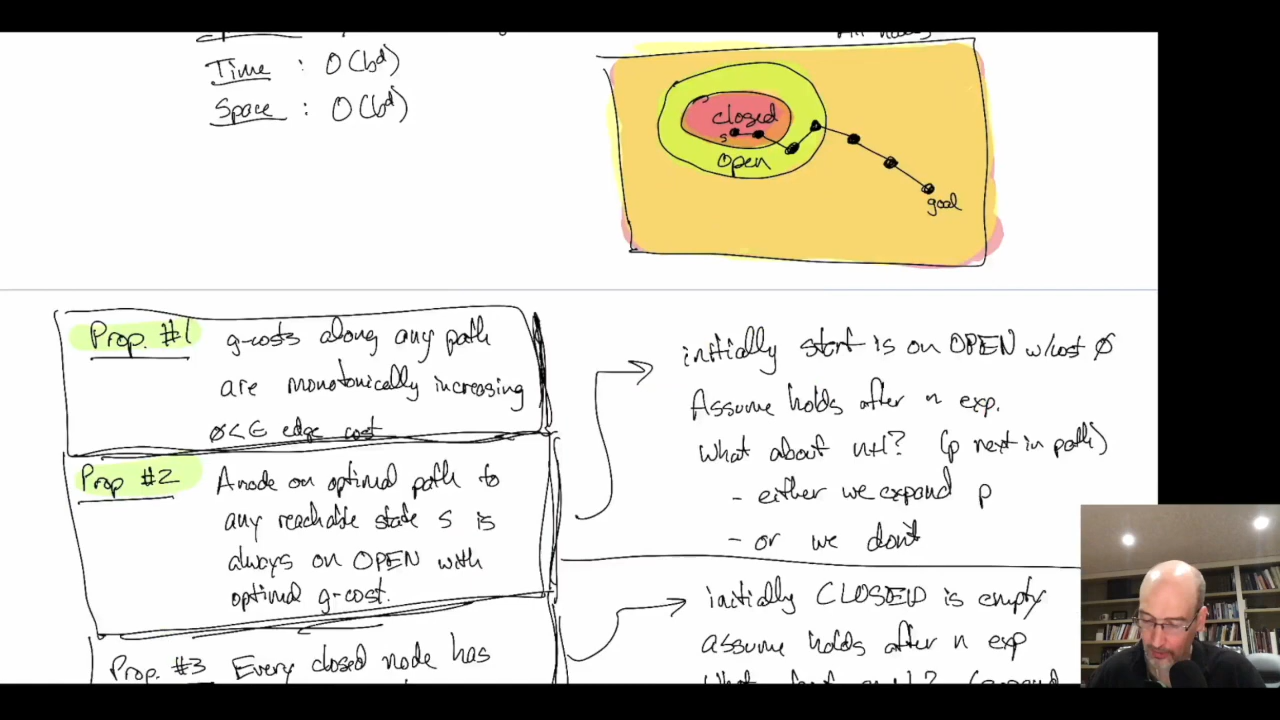 Time : O(b^d)
Space : O(b^d)
closed
s
Open
goal
Prop. #1 g-costs along any path
are monotonically increasing
Ø < ∈ edge cost
Prop #2 A node on optimal path to
any reachable state s is
always on OPEN with
optimal g-cost.
Prop. #3 Every closed node has
initially start is on OPEN w/cost Ø
Assume holds after n exp.
What about n+1? (p next in path)
- either we expand p
- or we don't
initially CLOSED is empty
assume holds after n exp